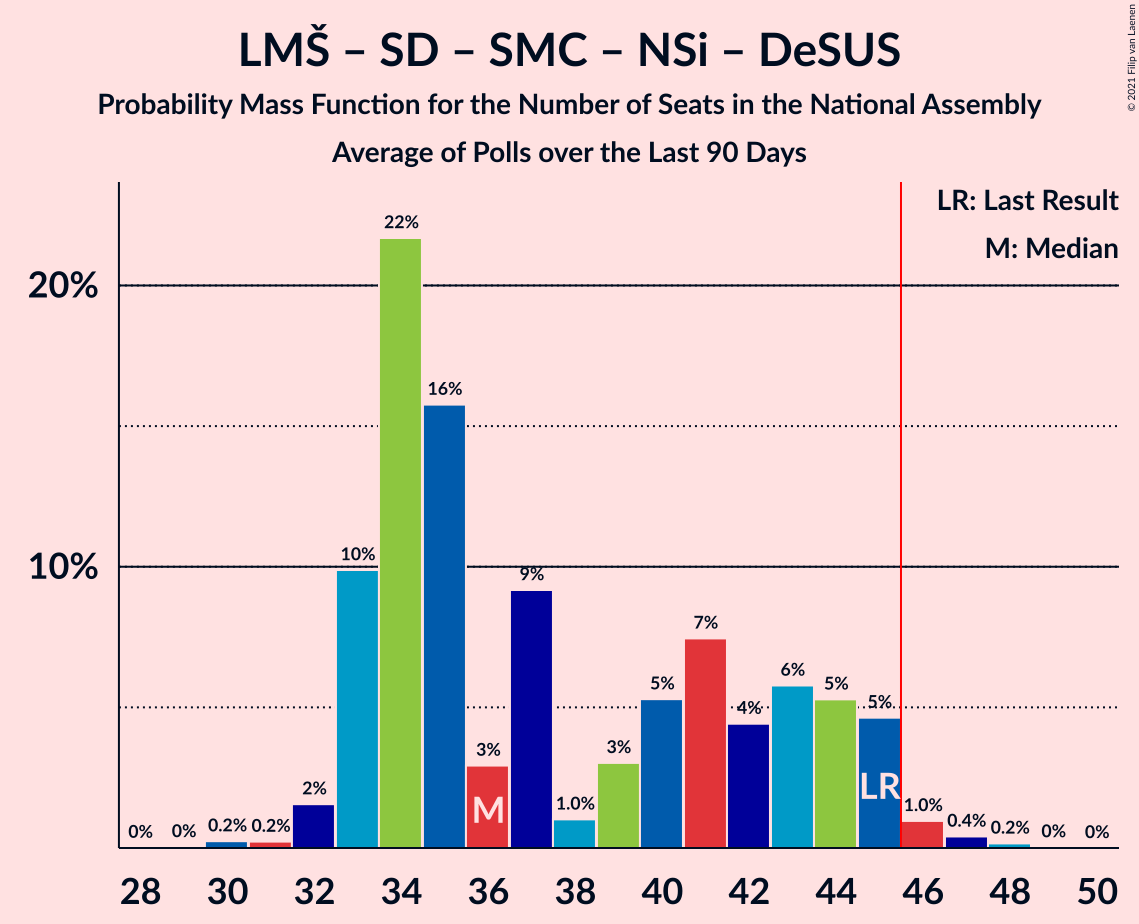 LMŠ – SD – SMC – NSi – DeSUS
Probability Mass Function for the Number of Seats in the National Assembly
Average of Polls over the Last 90 Days
© 2021 Filip van Laenen
LR: Last Result
M: Median
20%
10%
0%
0%
0.2%
0.2%
2%
10%
22%
16%
3%
9%
1.0%
3%
5%
7%
4%
6%
5%
5%
1.0%
0.4%
0.2%
0%
0%
M
LR
28 30 32 34 36 38 40 42 44 46 48 50